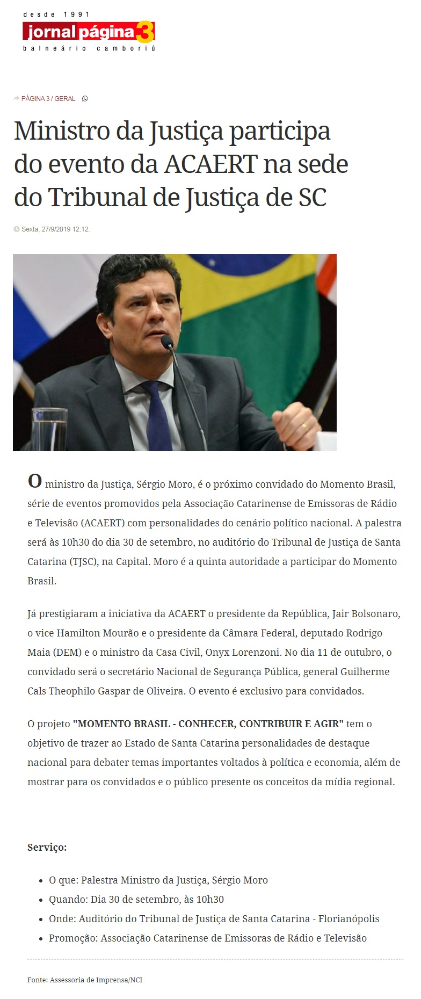 desde 1991
jornal página 3
balneário camboriú
PÁGINA 3 / GERAL
Ministro da Justiça participa
do evento da ACAERT na sede
do Tribunal de Justiça de SC
Sexta, 27/9/2019 12:12.
O ministro da Justiça, Sérgio Moro, é o próximo convidado do Momento Brasil,
série de eventos promovidos pela Associação Catarinense de Emissoras de Rádio
e Televisão (ACAERT) com personalidades do cenário político nacional. A palestra
será às 10h30 do dia 30 de setembro, no auditório do Tribunal de Justiça de Santa
Catarina (TJSC), na Capital. Moro é a quinta autoridade a participar do Momento
Brasil.
Já prestigiaram a iniciativa da ACAERT o presidente da República, Jair Bolsonaro,
o vice Hamilton Mourão e o presidente da Câmara Federal, deputado Rodrigo
Maia (DEM) e o ministro da Casa Civil, Onyx Lorenzoni. No dia 11 de outubro, o
convidado será o secretário Nacional de Segurança Pública, general Guilherme
Cals Theophilo Gaspar de Oliveira. O evento é exclusivo para convidados.
O projeto "MOMENTO BRASIL - CONHECER, CONTRIBUIR E AGIR" tem o
objetivo de trazer ao Estado de Santa Catarina personalidades de destaque
nacional para debater temas importantes voltados à política e economia, além de
mostrar para os convidados e o público presente os conceitos da mídia regional.
Serviço:
• O que: Palestra Ministro da Justiça, Sérgio Moro
• Quando: Dia 30 de setembro, às 10h30
• Onde: Auditório do Tribunal de Justiça de Santa Catarina - Florianópolis
• Promoção: Associação Catarinense de Emissoras de Rádio e Televisão
Fonte: Assessoria de Imprensa/NCI